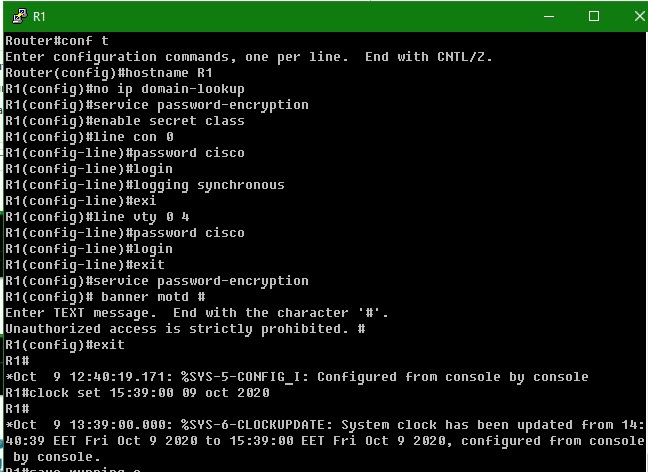 R1
Router#conf t
Enter configuration commands, one per line.  End with CNTL/Z.
Router(config)#hostname R1
R1(config)#no ip domain-lookup
R1(config)#service password-encryption
R1(config)#enable secret class
R1(config)#line con 0
R1(config-line)#password cisco
R1(config-line)#login
R1(config-line)#logging synchronous
R1(config-line)#exi
R1(config)#line vty 0 4
R1(config-line)#password cisco
R1(config-line)#login
R1(config-line)#exit
R1(config)#service password-encryption
R1(config)# banner motd #
Enter TEXT message.  End with the character '#'.
Unauthorized access is strictly prohibited. #
R1(config)#exit
R1#
*Oct  9 12:40:19.171: %SYS-5-CONFIG_I: Configured from console by console
R1#clock set 15:39:00 09 oct 2020
R1#
*Oct  9 13:39:00.000: %SYS-6-CLOCKUPDATE: System clock has been updated from 14:
40:39 EET Fri Oct 9 2020 to 15:39:00 EET Fri Oct 9 2020, configured from console
 by console.